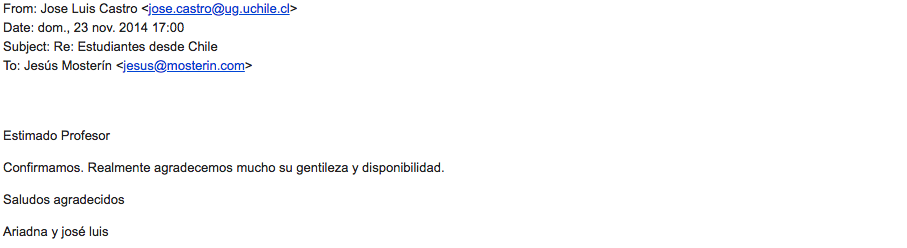 From: Jose Luis Castro <jose.castro@ug.uchile.cl>
Date: dom., 23 nov. 2014 17:00
Subject: Re: Estudiantes desde Chile
To: Jesús Mosterín <jesus@mosterin.com>
Estimado Profesor
Confirmamos. Realmente agradecemos mucho su gentileza y disponibilidad.
Saludos agradecidos
Ariadna y josé luis